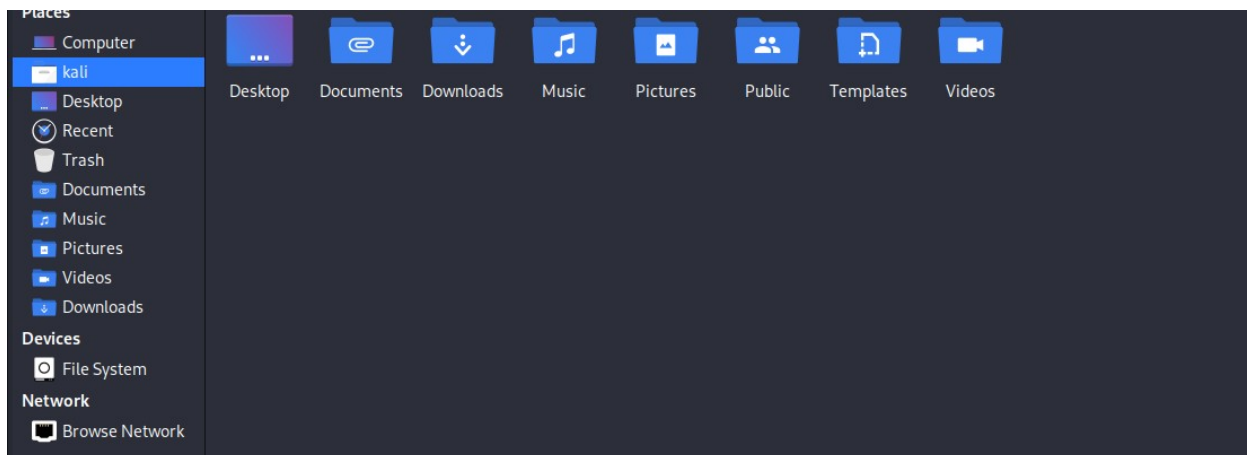 Places
Computer
kali
Desktop
Recent
Trash
Documents
Music
Pictures
Videos
Downloads
Devices
File System
Network
Browse Network
Desktop Documents Downloads Music Pictures Public Templates Videos